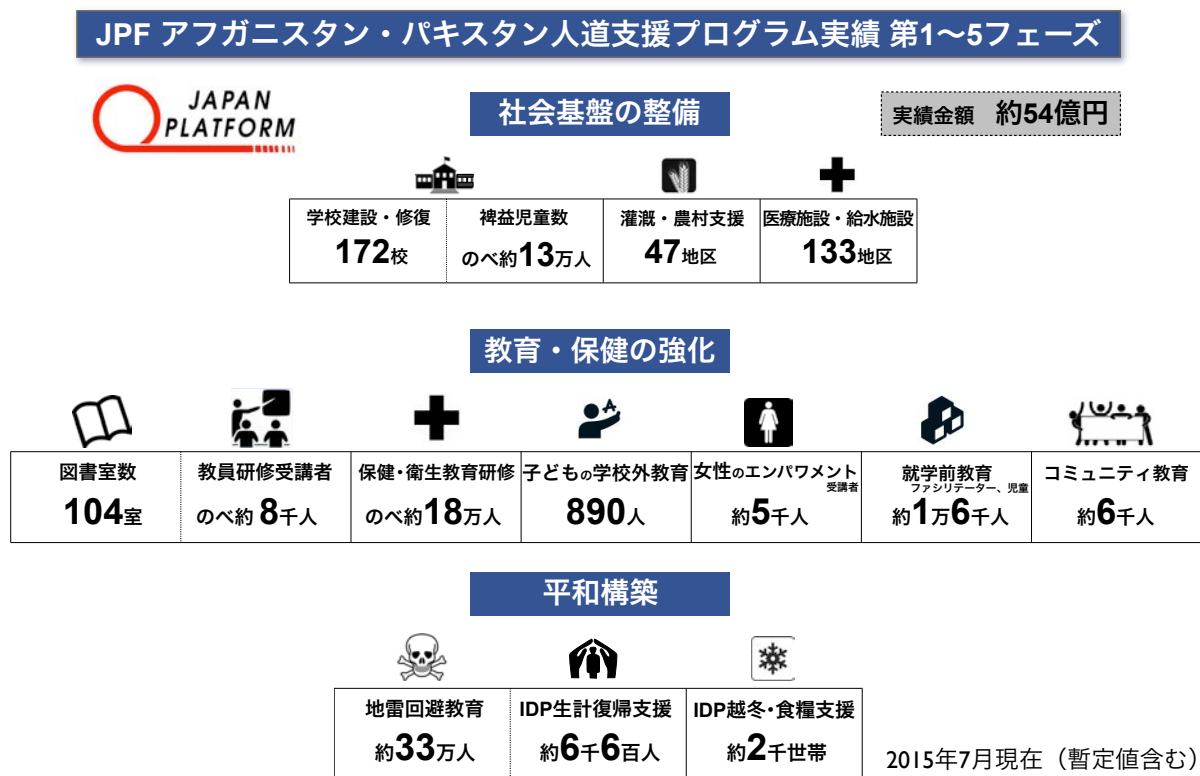 JPF アフガニスタン・パキスタン人道支援プログラム実績 第1〜5フェーズ
JAPAN
PLATFORM
社会基盤の整備
実績金額 約54億円
学校建設・修復
172校
裨益児童数
のべ約13万人
灌漑・農村支援
47地区
医療施設・給水施設
133地区
教育・保健の強化
図書室数
104室
教員研修受講者
のべ約 8千人
保健・衛生教育研修
のべ約18万人
子どもの学校外教育
890人
女性のエンパワメント
受講者
約5千人
就学前教育
ファシリテーター、児童
約1万6千人
コミュニティ教育
約6千人
平和構築
地雷回避教育
約33万人
IDP生計復帰支援
約6千6百人
IDP越冬・食糧支援
約2千世帯
2015年7月現在（暫定値含む）